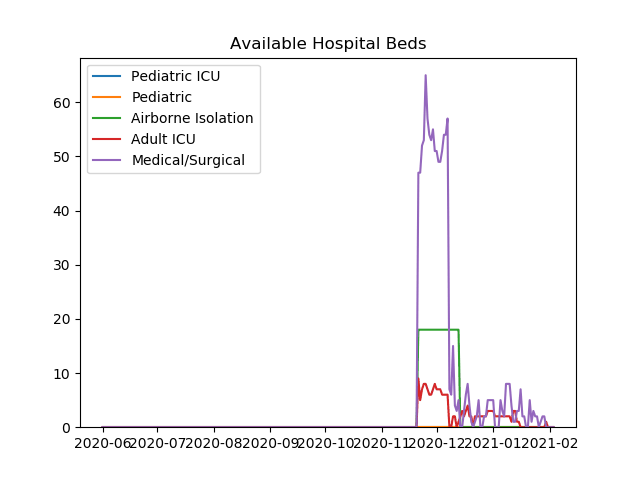 Available Hospital Beds
Pediatric ICU
Pediatric
Airborne Isolation
Adult ICU
Medical/Surgical
60
50
40
30
20
10
0
2020-06 2020-07 2020-08 2020-09 2020-10 2020-11 2020-12 2021-01 2021-02